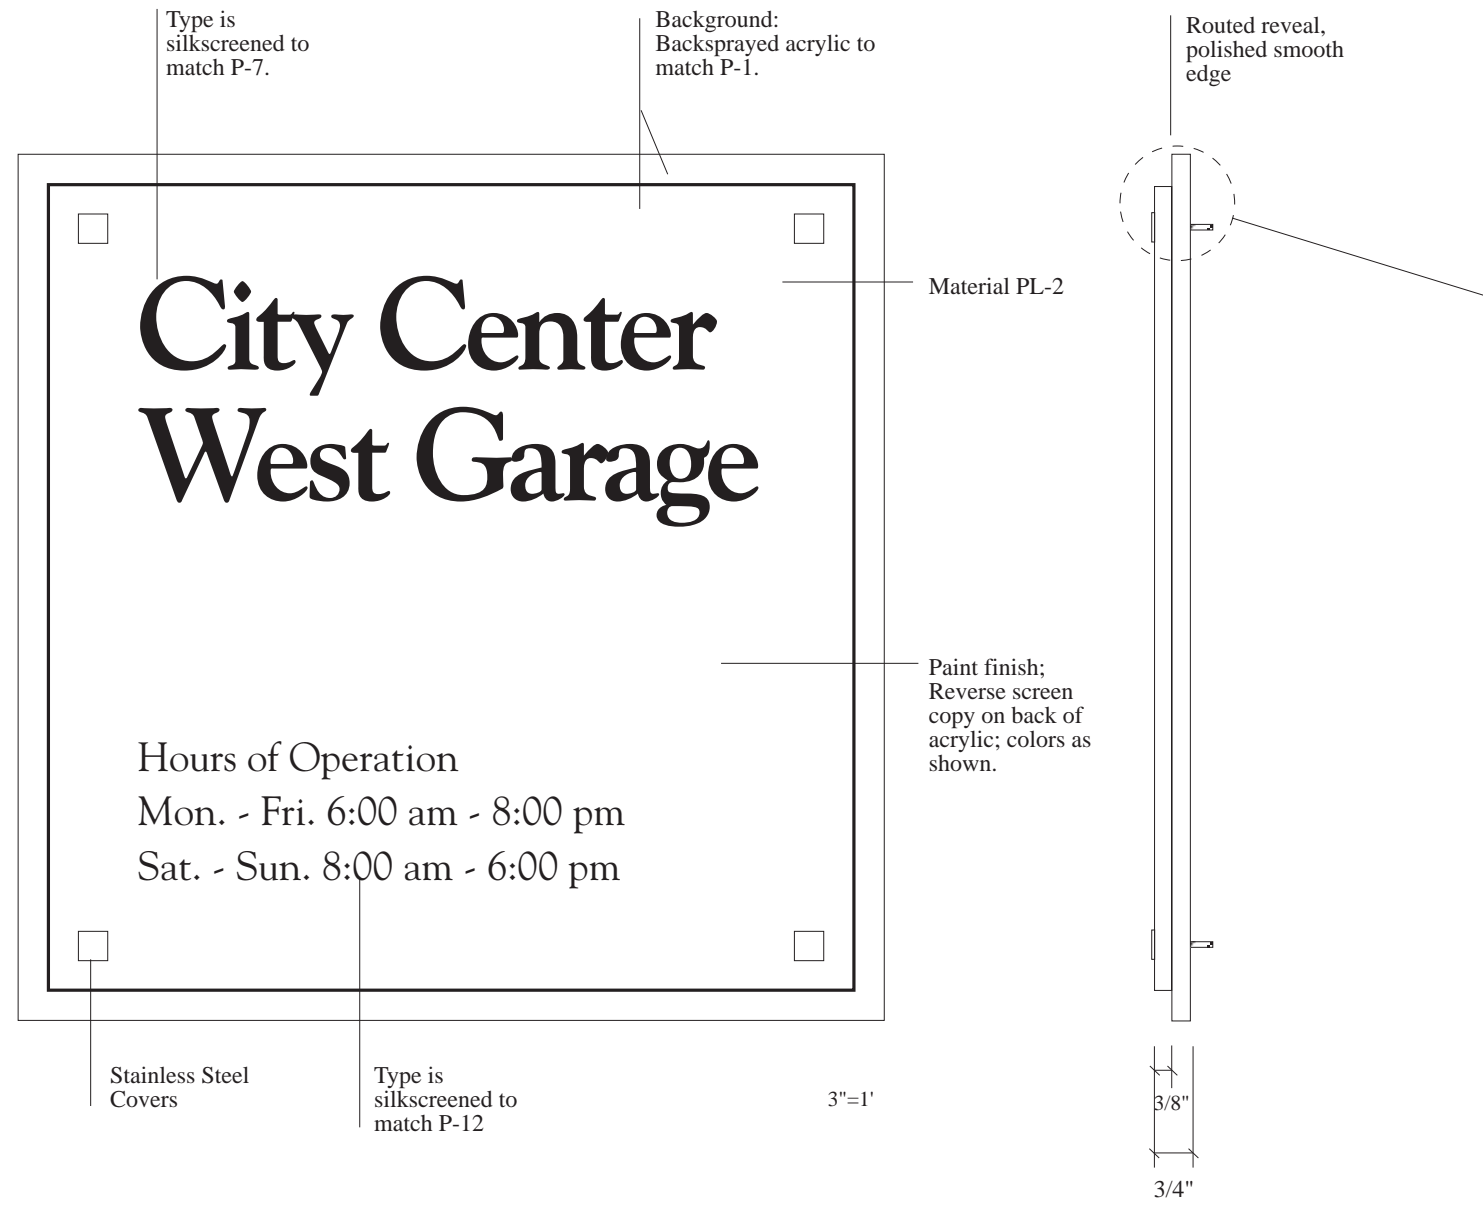 Type is
silkscreened to
match P-7.
Background:
Backsprayed acrylic to
match P-1.
Routed reveal,
polished smooth
edge
City Center
West Garage
Material PL-2
Paint finish;
Reverse screen
copy on back of
acrylic; colors as
shown.
Hours of Operation
Mon. - Fri. 6:00 am - 8:00 pm
Sat. - Sun. 8:00 am - 6:00 pm
Stainless Steel
Covers
Type is
silkscreened to
match P-12
3"=1'
3/8"
3/4"